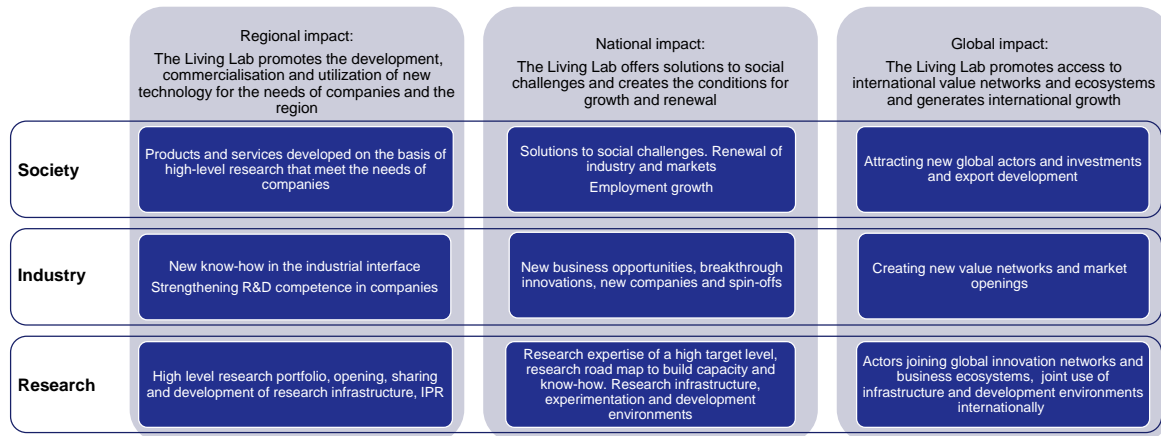 Regional impact:
The Living Lab promotes the development,
commercialisation and utilization of new
technology for the needs of companies and the
region
National impact:
The Living Lab offers solutions to social
challenges and creates the conditions for
growth and renewal
Global impact:
The Living Lab promotes access to
international value networks and ecosystems
and generates international growth
Society
Products and services developed on the basis of
high-level research that meet the needs of
companies
Solutions to social challenges. Renewal of
industry and markets
Employment growth
Attracting new global actors and investments
and export development
Industry
New know-how in the industrial interface
Strengthening R&D competence in companies
New business opportunities, breakthrough
innovations, new companies and spin-offs
Creating new value networks and market
openings
Research
High level research portfolio, opening, sharing
and development of research infrastructure, IPR
Research expertise of a high target level,
research road map to build capacity and
know-how. Research infrastructure,
experimentation and development
environments
Actors joining global innovation networks and
business ecosystems, joint use of
infrastructure and development environments
internationally